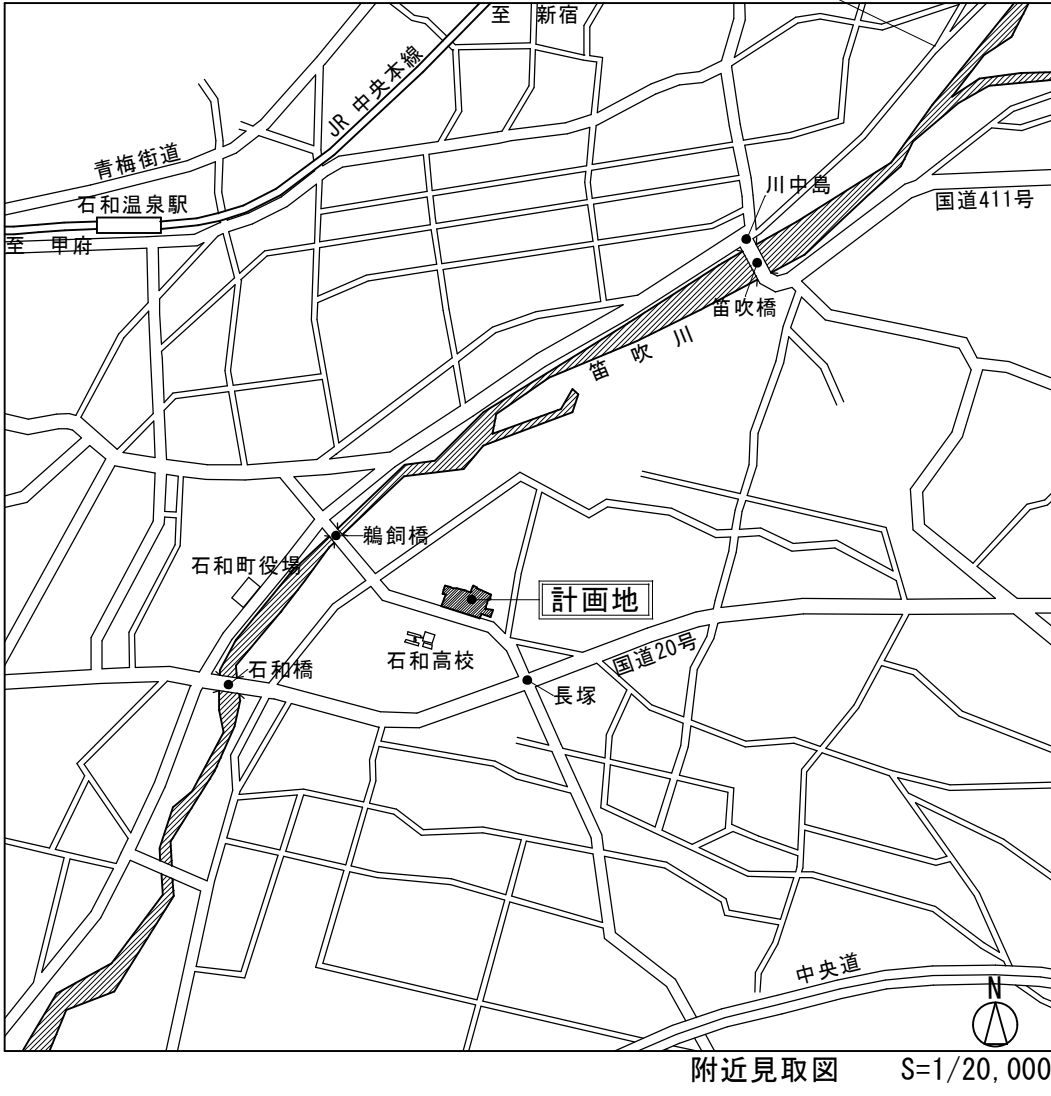 至 新宿
JR 中央本線
青梅街道
石和温泉駅
至 甲府
川中島
国道411号
笛吹橋
笛吹川
鵜飼橋
石和町役場
計画地
石和高校
国道20号
石和橋
長塚
中央道
N
附近見取図 S=1/20,000